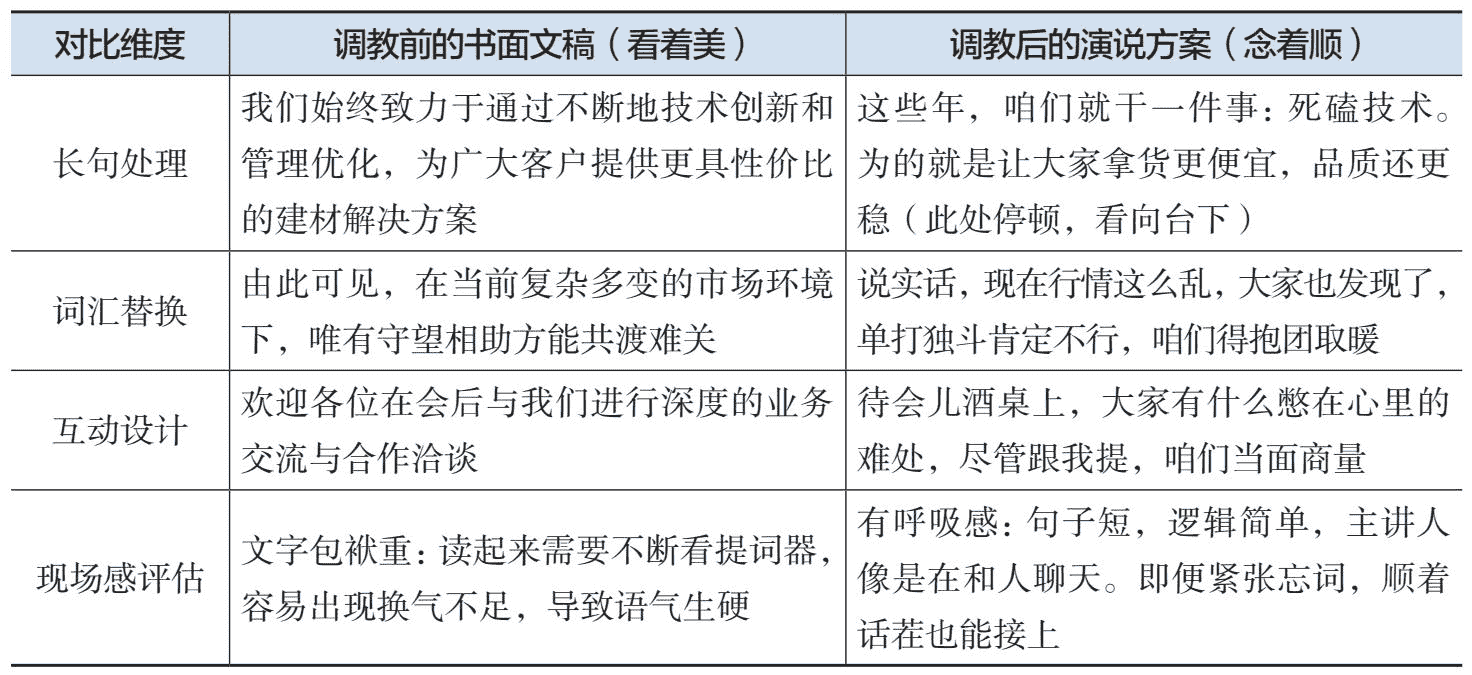 对比维度
调教前的书面文稿（看着美）
调教后的演说方案（念着顺）
长句处理
我们始终致力于通过不断地技术创新和
管理优化，为广大客户提供更具性价比
的建材解决方案
这些年，咱们就干一件事：死磕技术。
为的就是让大家拿货更便宜，品质还更
稳（此处停顿，看向台下）
词汇替换
由此可见，在当前复杂多变的市场环境
下，唯有守望相助方能共渡难关
说实话，现在行情这么乱，大家也发现了，
单打独斗肯定不行，咱们得抱团取暖
互动设计
欢迎各位在会后与我们进行深度的业务
交流与合作洽谈
待会儿酒桌上，大家有什么憋在心里的
难处，尽管跟我提，咱们当面商量
现场感评估
文字包袱重：读起来需要不断看提词器，
容易出现换气不足，导致语气生硬
有呼吸感：句子短，逻辑简单，主讲人
像是在和人聊天。即便紧张忘词，顺着
话茬也能接上